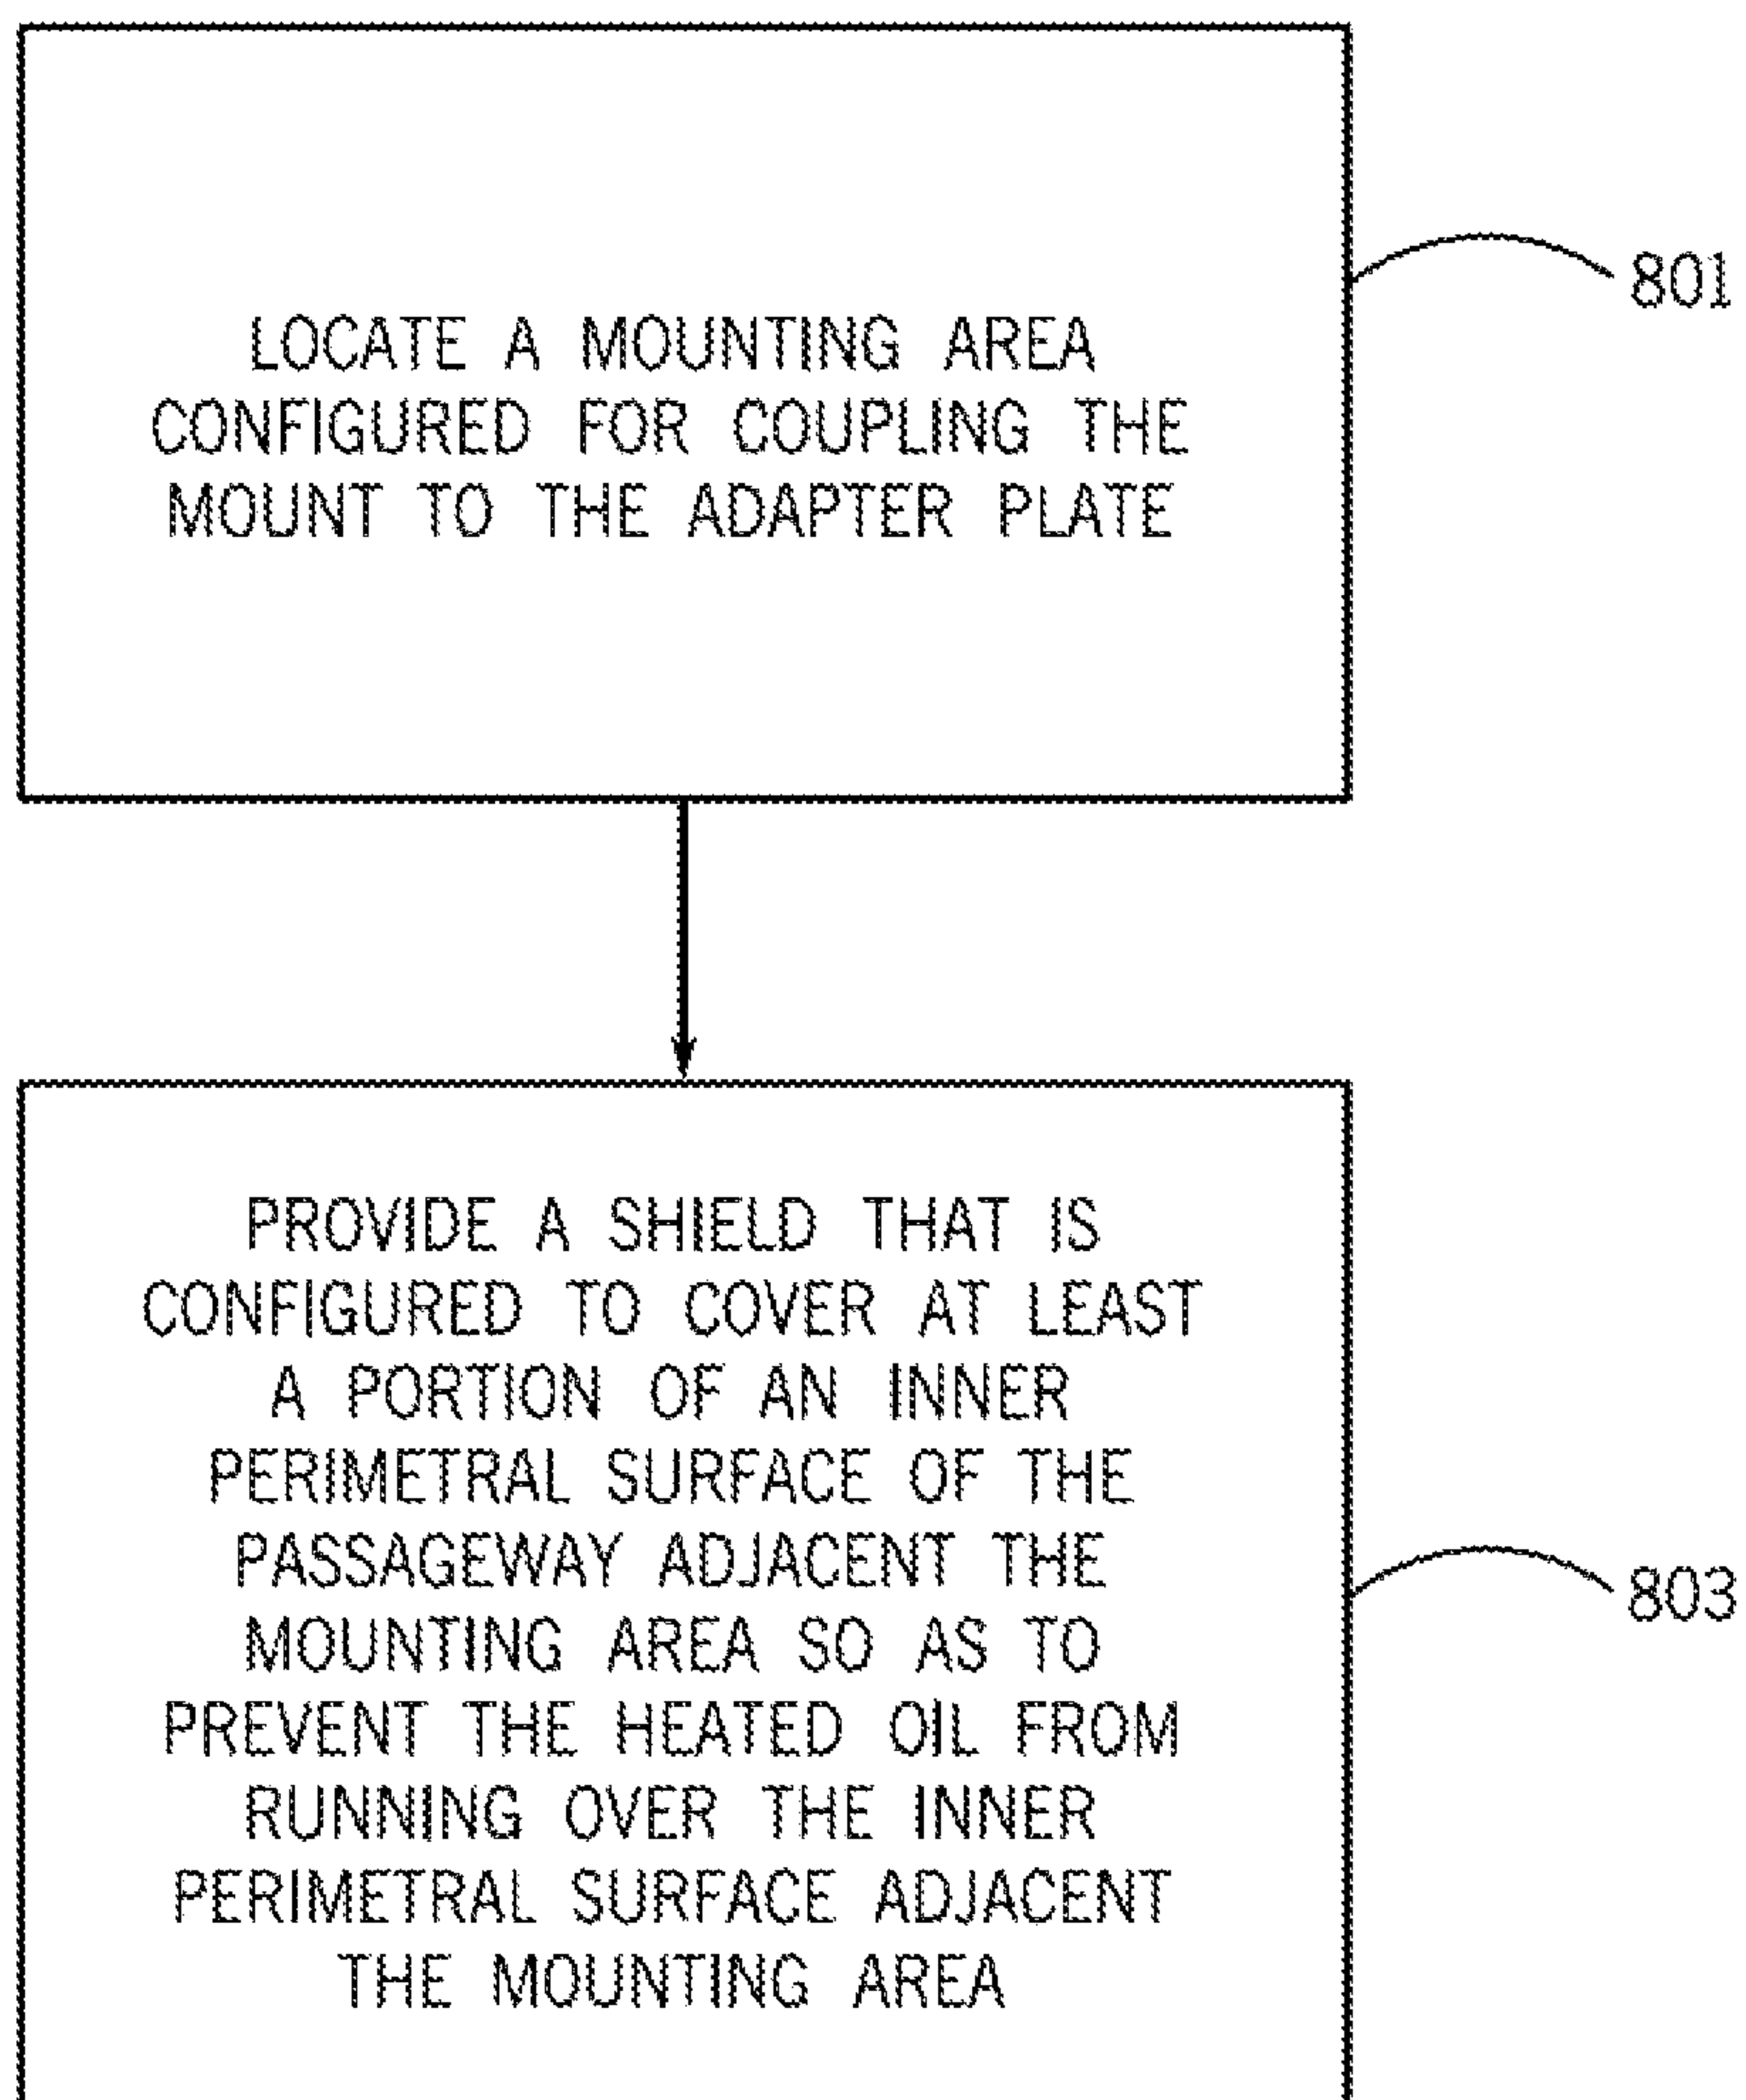 LOCATE A MOUNTING AREA
CONFIGURED FOR COUPLING THE
MOUNT TO THE ADAPTER PLATE
801
PROVIDE A SHIELD THAT IS
CONFIGURED TO COVER AT LEAST
A PORTION OF AN INNER
PERIMETRAL SURFACE OF THE
PASSAGEWAY ADJACENT THE
MOUNTING AREA SO AS TO
PREVENT THE HEATED OIL FROM
RUNNING OVER THE INNER
PERIMETRAL SURFACE ADJACENT
THE MOUNTING AREA
803